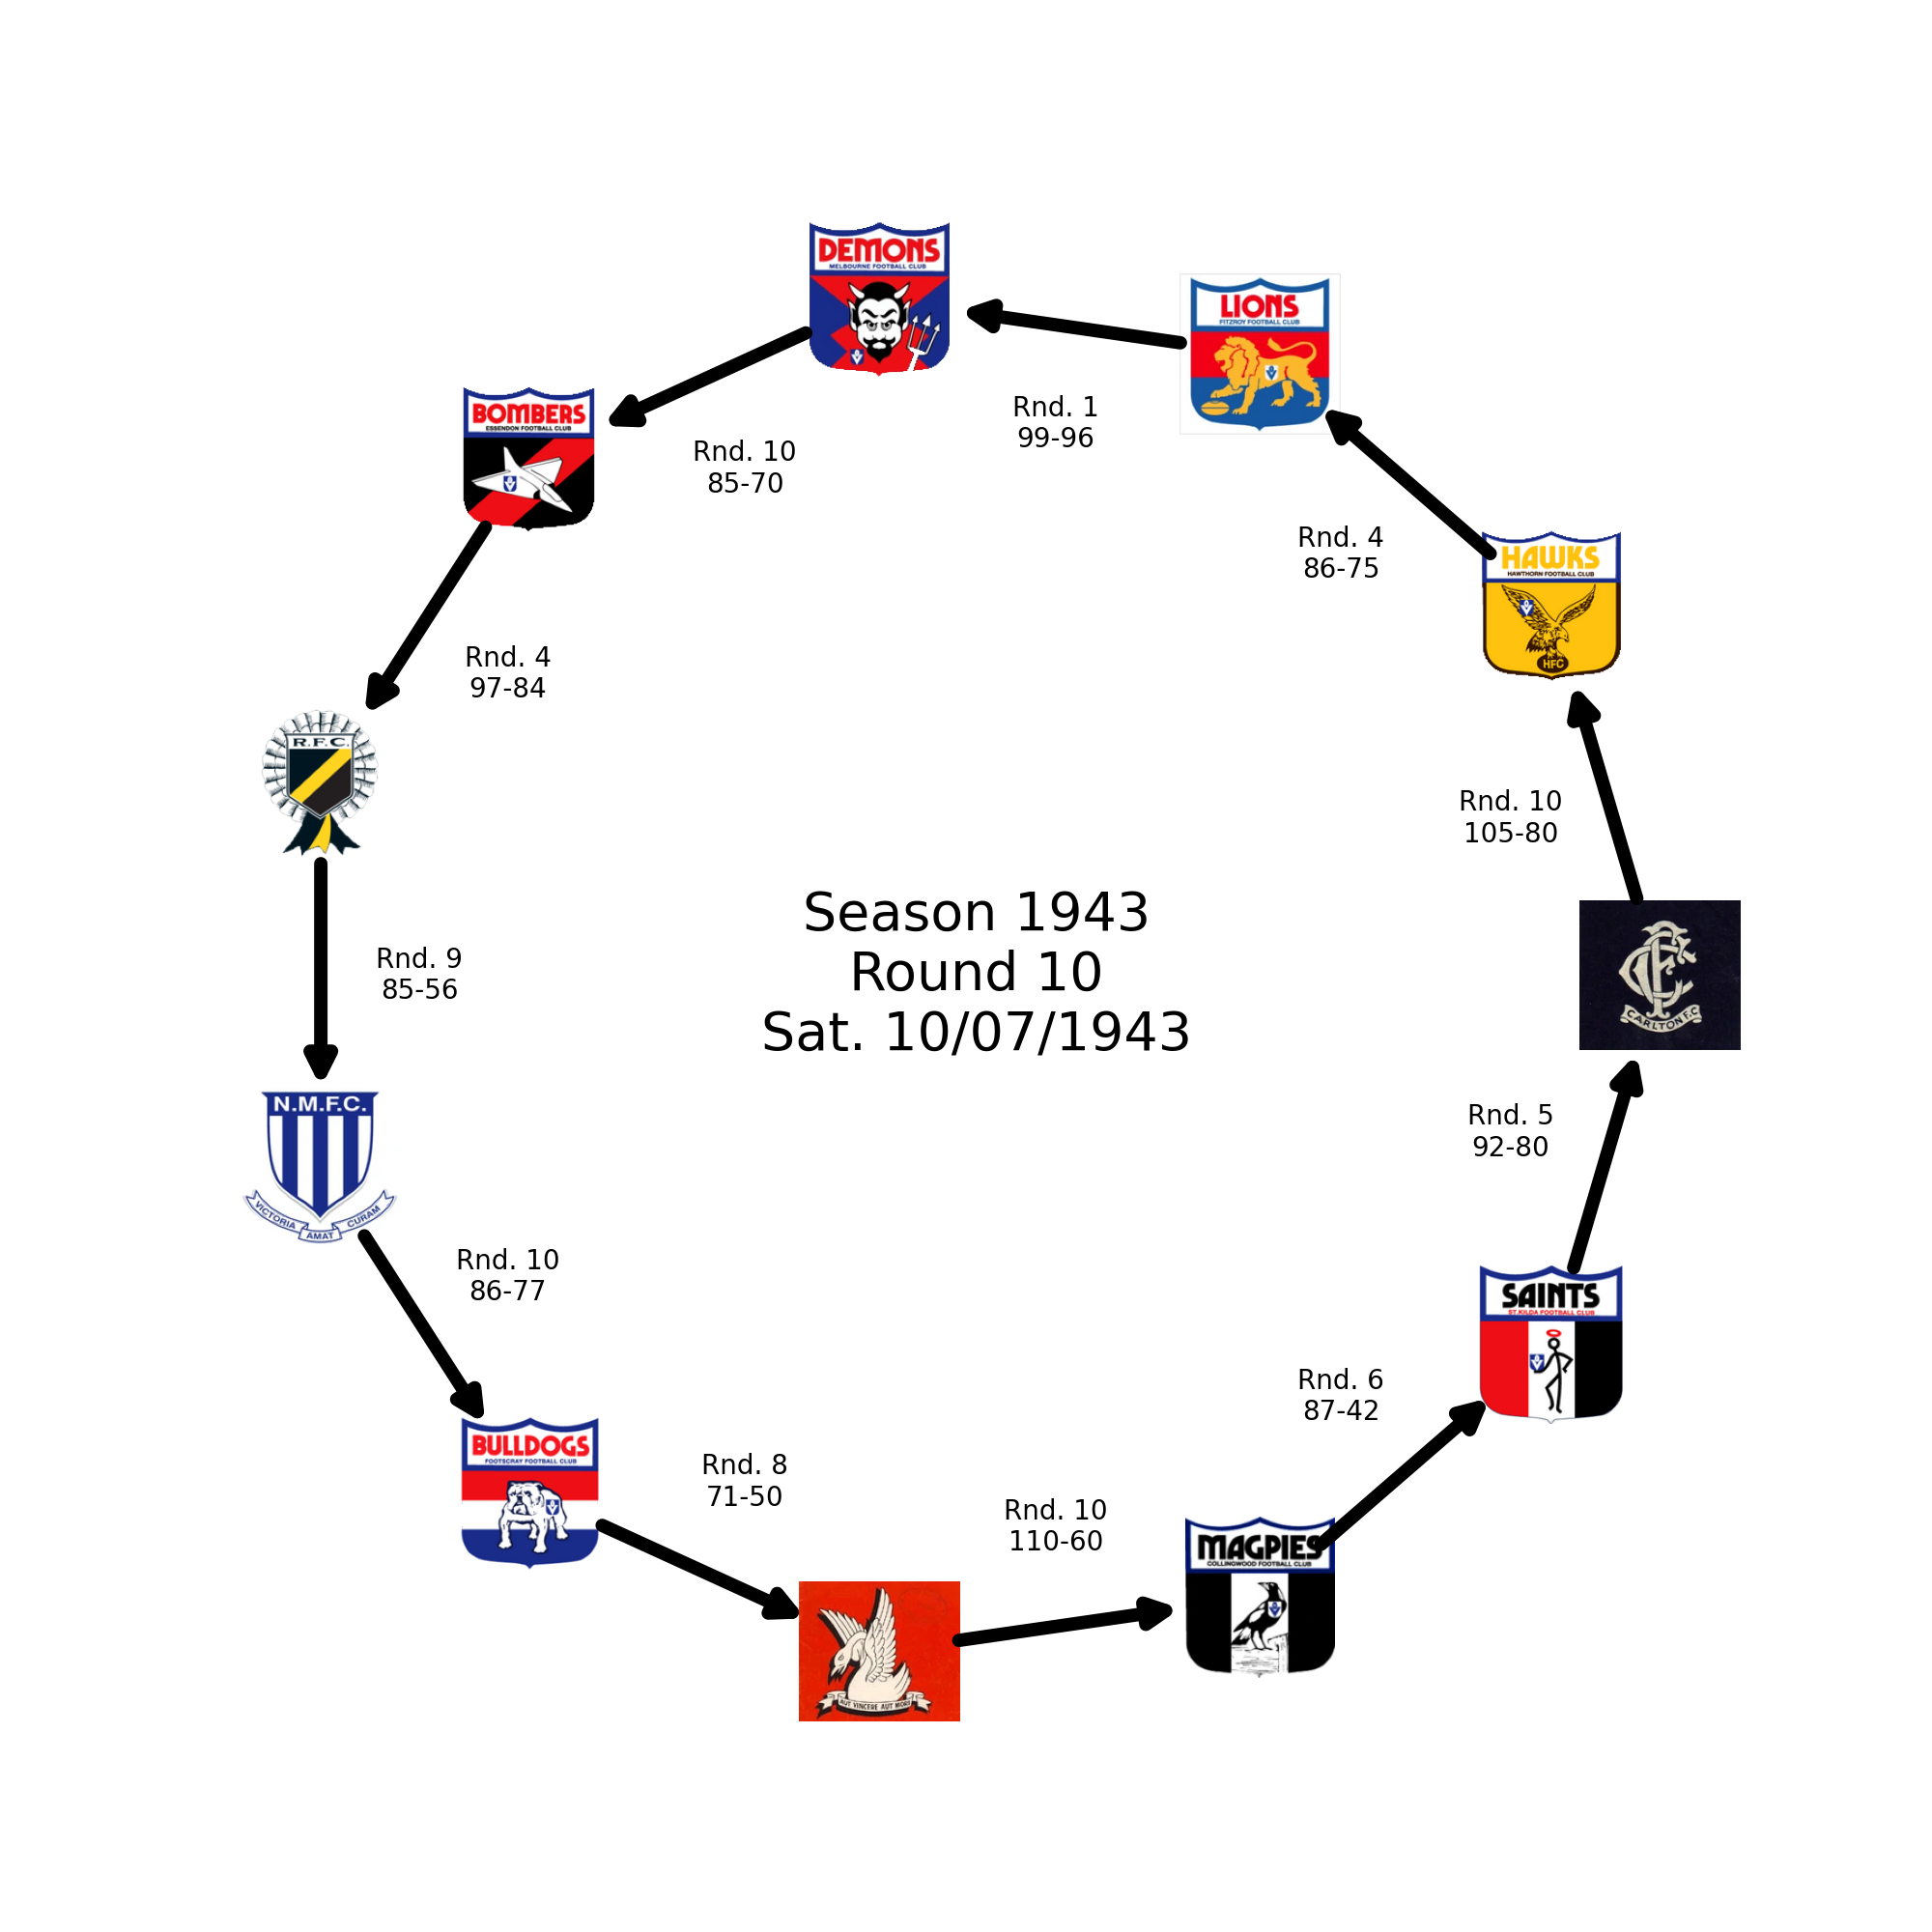 DEMONS
MELBOURNE FOOTBALL CLUB
LIONS
FITZROY FOOTBALL CLUB
Rnd. 1
99-96
BOMBERS
ESSENDON FOOTBALL CLUB
Rnd. 10
85-70
Rnd. 4
86-75
HAWKS
HAWTHORN FOOTBALL CLUB
HFC
Rnd. 4
97-84
R.F.C.
Rnd. 10
105-80
Season 1943
Round 10
Sat. 10/07/1943
Rnd. 9
85-56
CFC
CARLTON F.C
N.M.F.C.
VICTORIA AMAT CURAM
Rnd. 5
92-80
Rnd. 10
86-77
SAINTS
ST.KILDA FOOTBALL CLUB
Rnd. 6
87-42
BULLDOGS
FOOTSCRAY FOOTBALL CLUB
Rnd. 8
71-50
Rnd. 10
110-60
MAGPIES
COLLINGWOOD FOOTBALL CLUB
AUT VINCERE AUT MORI